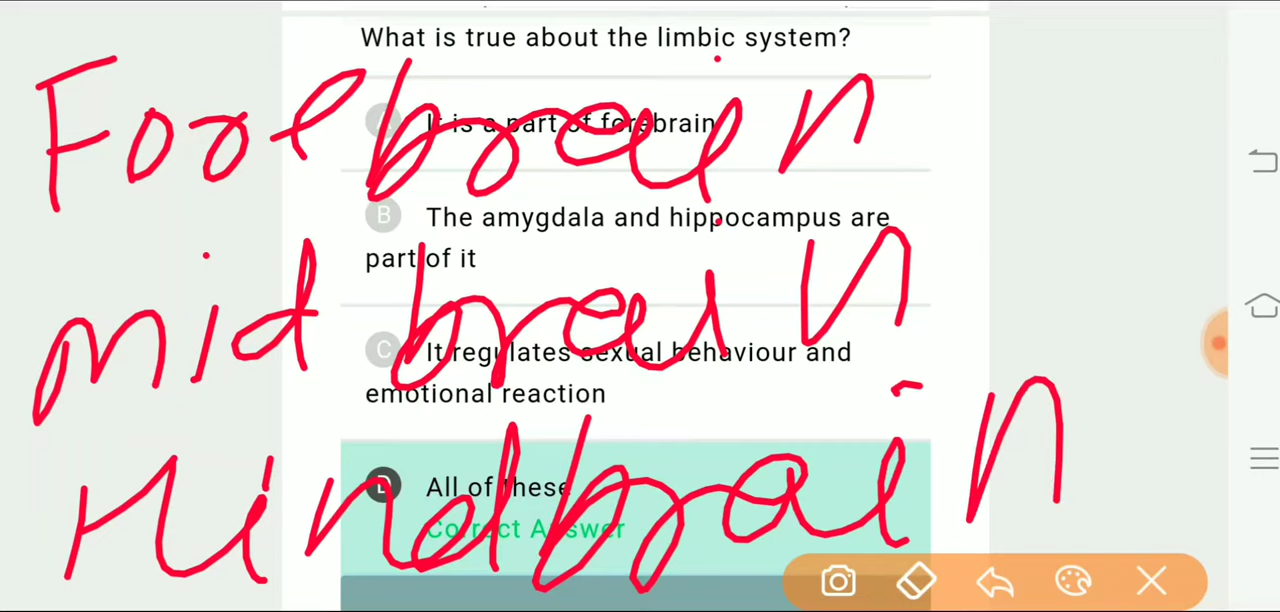 What is true about the limbic system?
Forebrain
A It is a part of forebrain
B The amygdala and hippocampus are
part of it
mid brain
C It regulates sexual behaviour and
emotional reaction
Hindbrain
D All of these
Correct Answer